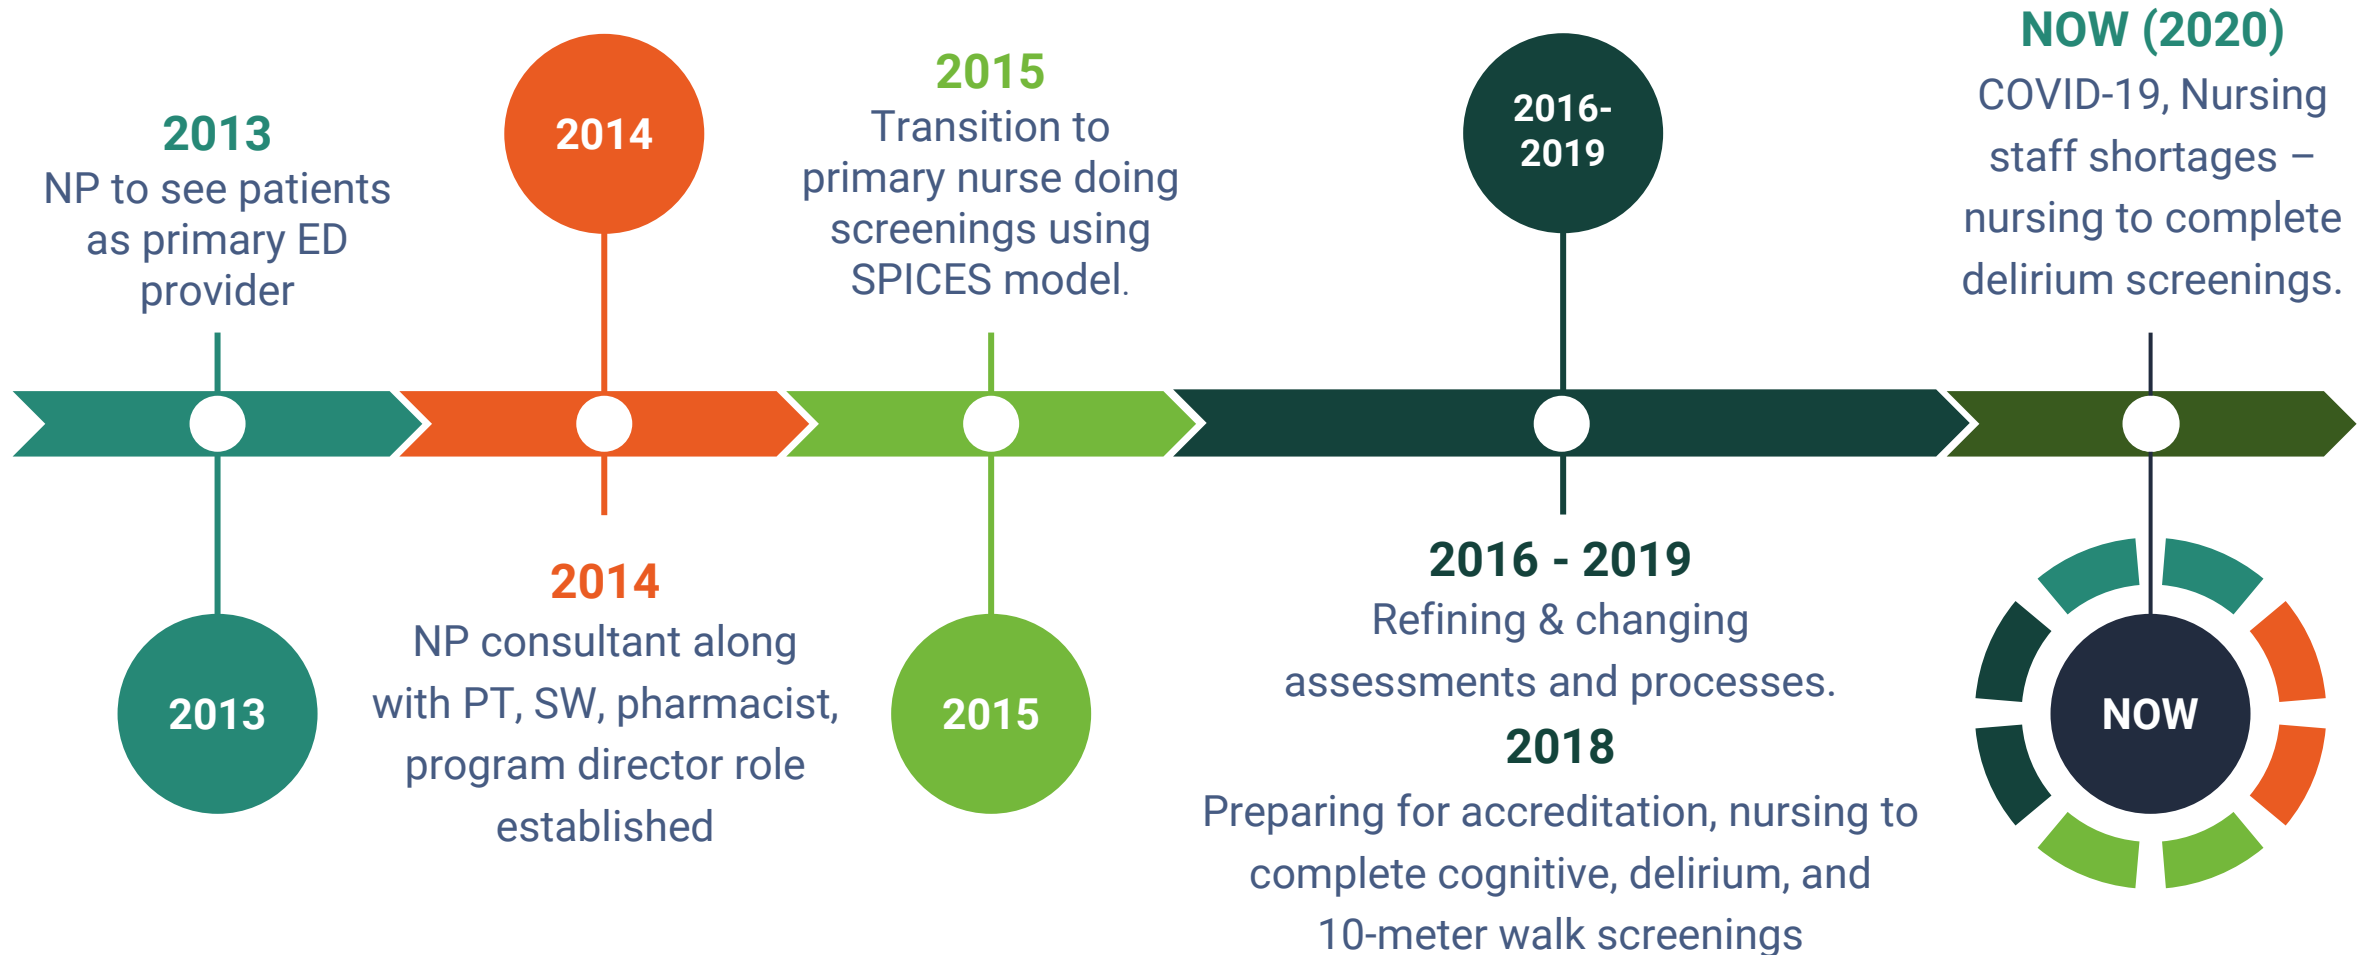 2013
NP to see patients
as primary ED
provider
2013
2014
2014
NP consultant along
with PT, SW, pharmacist,
program director role
established
2015
Transition to
primary nurse doing
screenings using
SPICES model.
2015
2016-
2019
2016 - 2019
Refining & changing
assessments and processes.
2018
Preparing for accreditation, nursing to
complete cognitive, delirium, and
10-meter walk screenings
NOW (2020)
COVID-19, Nursing
staff shortages –
nursing to complete
delirium screenings.
NOW